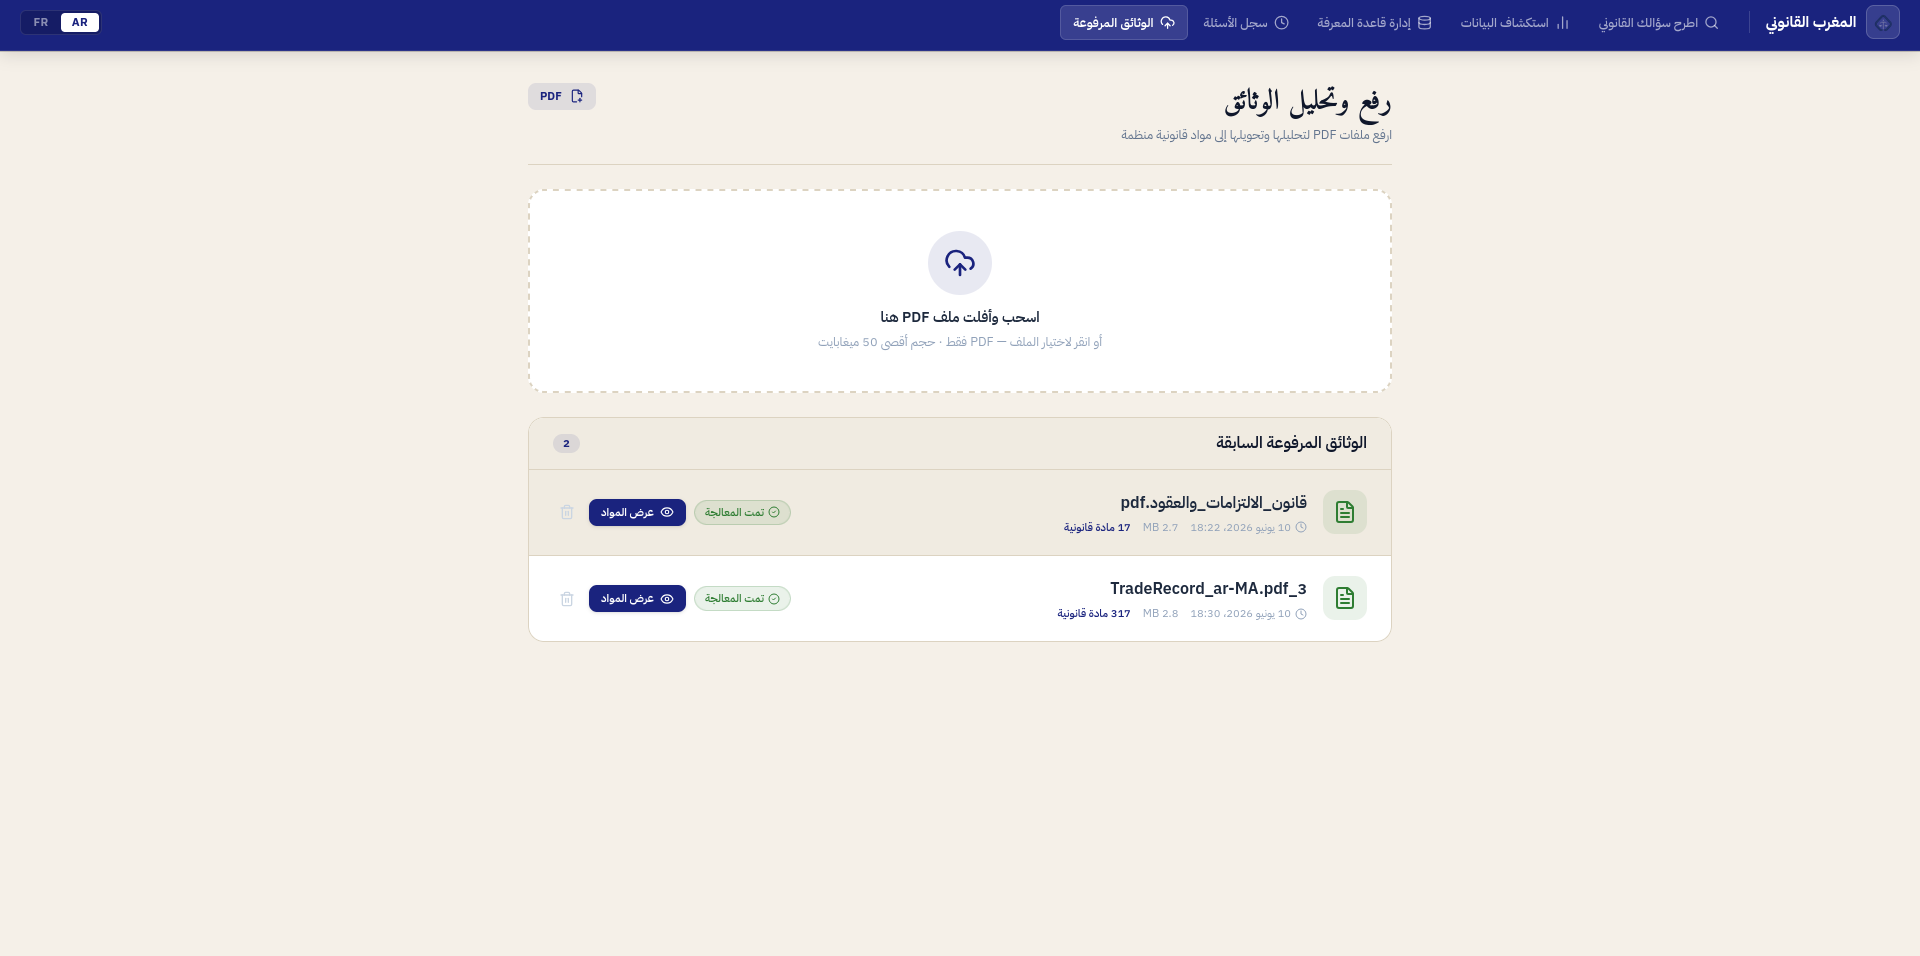 المغرب القانوني
اطرح سؤالك القانوني
استكشاف البيانات
إدارة قاعدة المعرفة
سجل الأسئلة
الوثائق المرفوعة
AR
FR
رفع وتحليل الوثائق
PDF
ارفع ملفات PDF لتحليلها وتحويلها إلى مواد قانونية منظمة
اسحب وأفلت ملف PDF هنا
أو انقر لاختيار الملف — PDF فقط · حجم أقصى 50 ميغابايت
الوثائق المرفوعة السابقة
2
قانون_الالتزامات_والعقود.pdf
10 يونيو 2026، 18:22 2.7 MB 17 مادة قانونية
تمت المعالجة
عرض المواد
3_TradeRecord_ar-MA.pdf
10 يونيو 2026، 18:30 2.8 MB 317 مادة قانونية
تمت المعالجة
عرض المواد